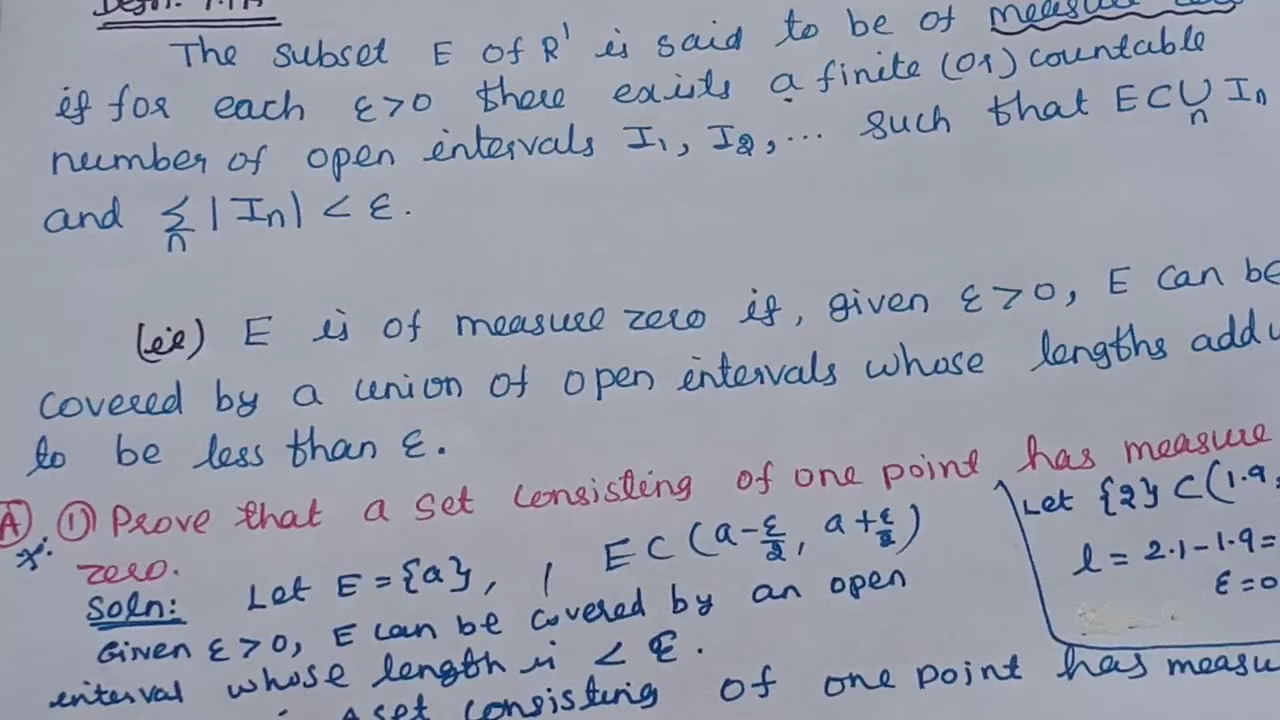 The subset E of R¹ is said to be of measure
if for each ε>0 there exists a finite (or) countable
number of open intervals I₁, I₂, ... such that E⊂∪ₙ Iₙ
and Σₙ |Iₙ| < ε.
(ie) E is of measure zero if, given ε>0, E can be
covered by a union of open intervals whose lengths add
to be less than ε.
(A) ① Prove that a set consisting of one point has measure
zero.
Soln: Let E = {a}, E⊂(a-ε/2, a+ε/2)
Given ε>0, E can be covered by an open
interval whose length is < ε.
A set consisting of one point has
Let {2} ⊂ (1.9,
l = 2.1-1.9=
ε=0